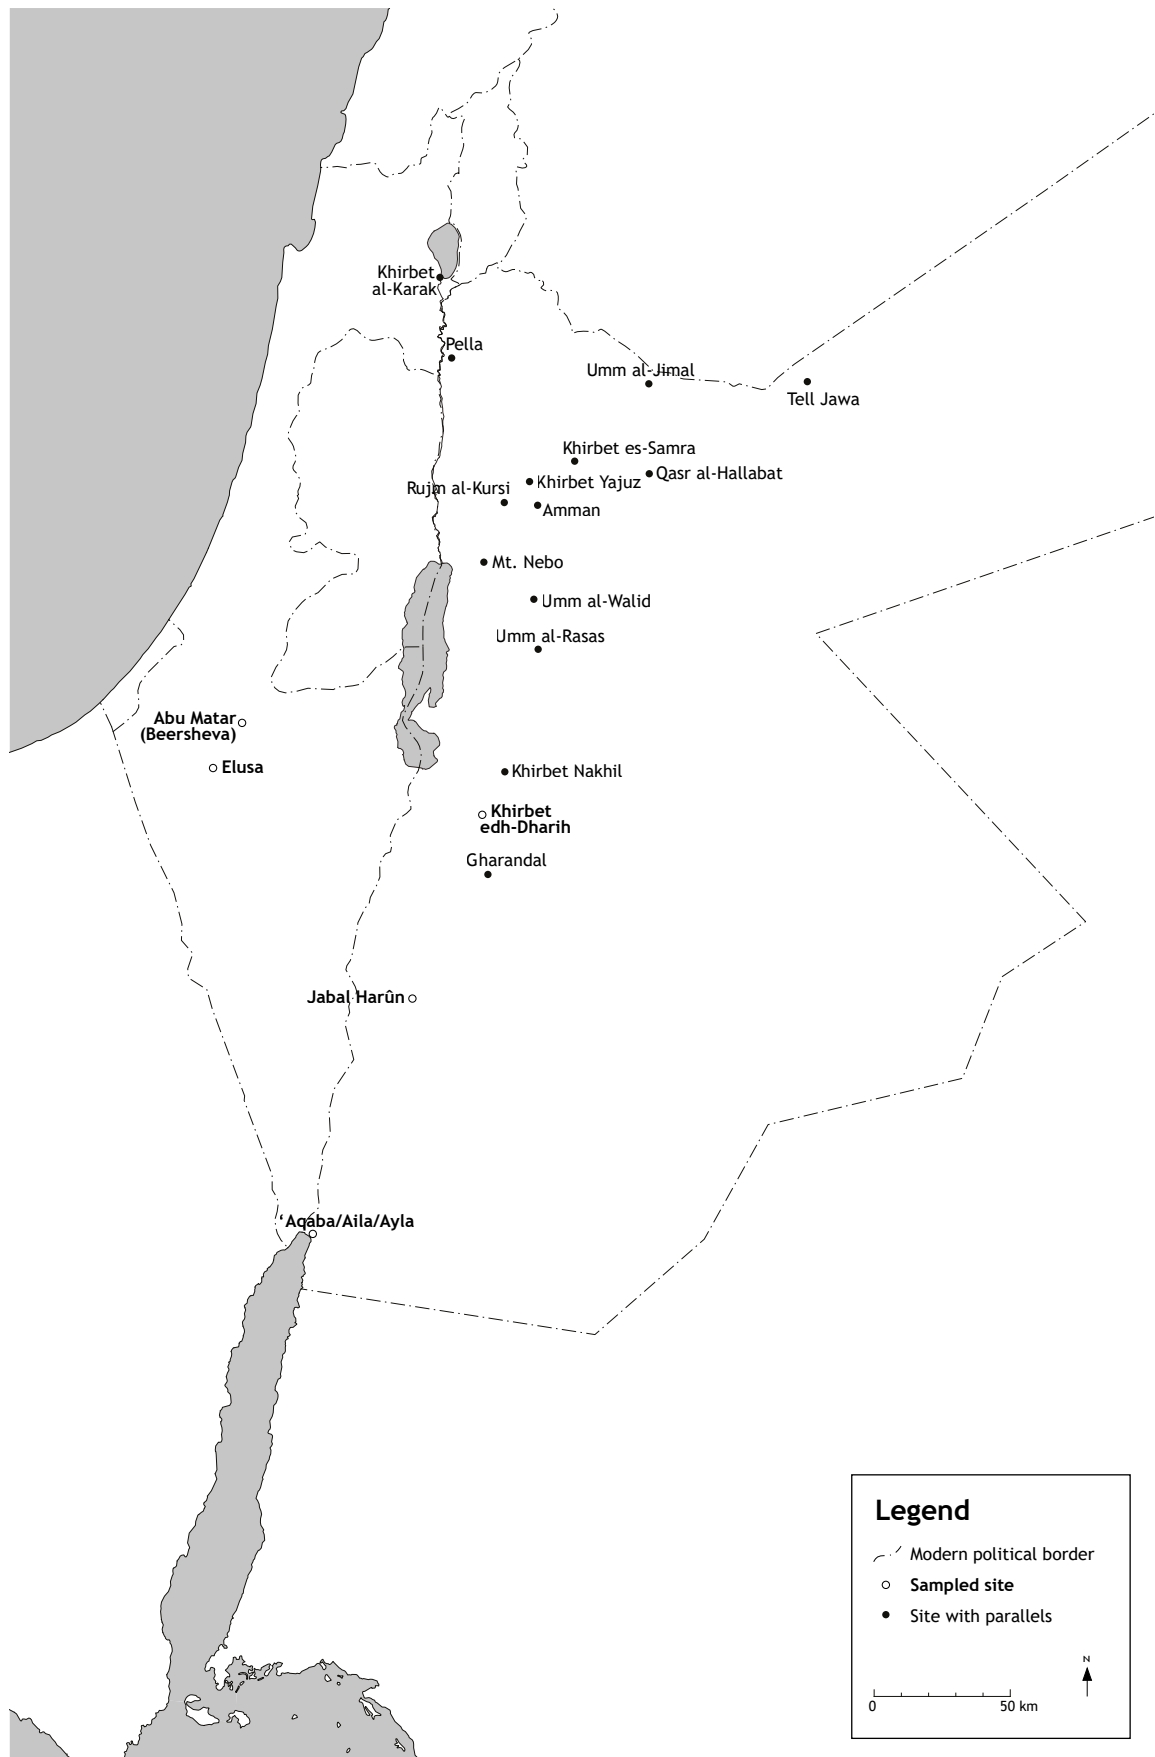 Khirbet
al-Karak
Pella
Umm al-Jimal
Tell Jawa
Khirbet es-Samra
Qasr al-Hallabat
Khirbet Yajuz
Rujm al-Kursi
Amman
Mt. Nebo
Umm al-Walid
Umm al-Rasas
Abu Matar
(Beersheva)
Elusa
Khirbet Nakhil
Khirbet
edh-Dharih
Gharandal
Jabal Harûn
‘Aqaba/Aila/Ayla
Legend
Modern political border
Sampled site
Site with parallels
N
0 50 km